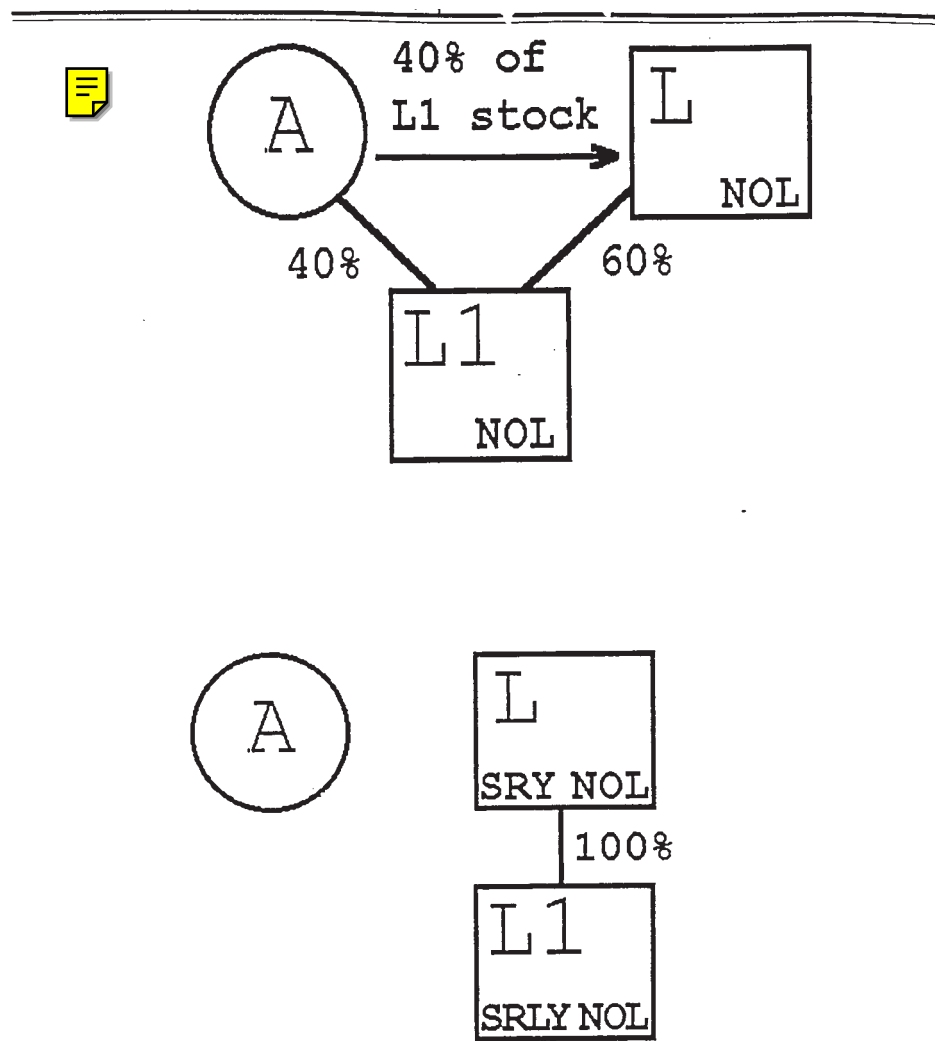 A
40% of
L1 stock
L
NOL
40%
60%
L1
NOL
A
L
SRY NOL
100%
L1
SRLY NOL